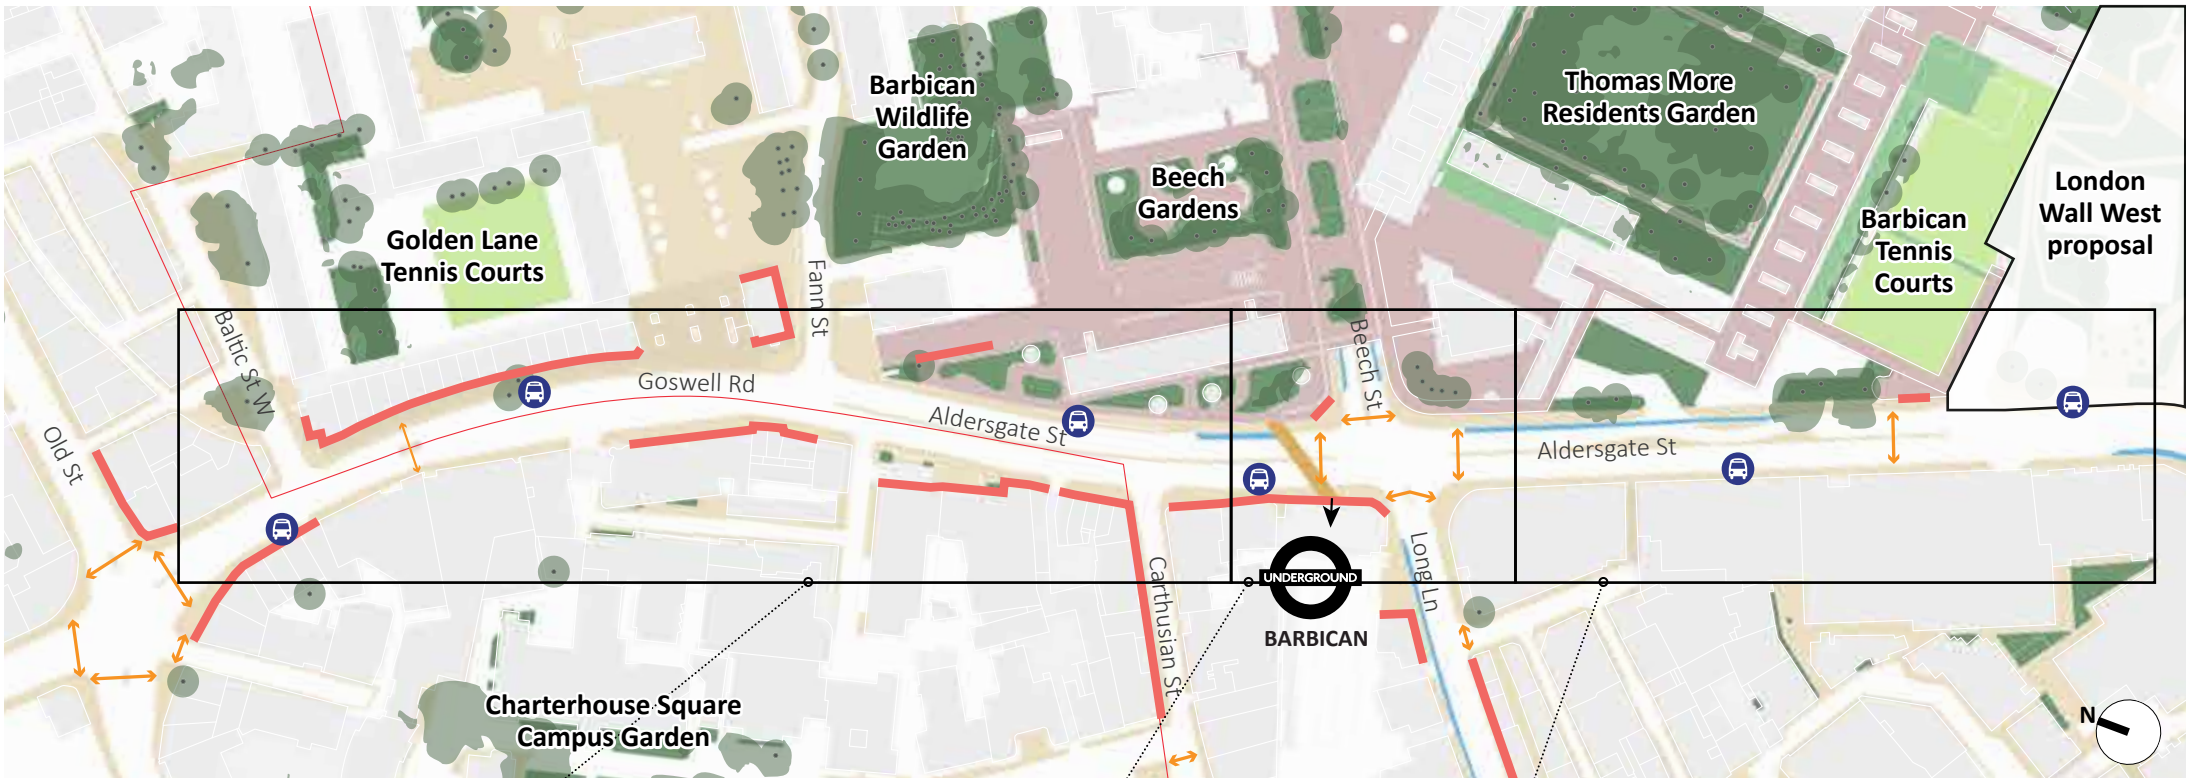 Barbican
Wildlife
Garden
Thomas More
Residents Garden
Beech
Gardens
London
Wall West
proposal
Barbican
Tennis
Courts
Golden Lane
Tennis Courts
Fann St
Baltic St W
Beech St
Goswell Rd
Aldersgate St
Aldersgate St
Old St
Carthusian St
Long Ln
UNDERGROUND
BARBICAN
Charterhouse Square
Campus Garden
N